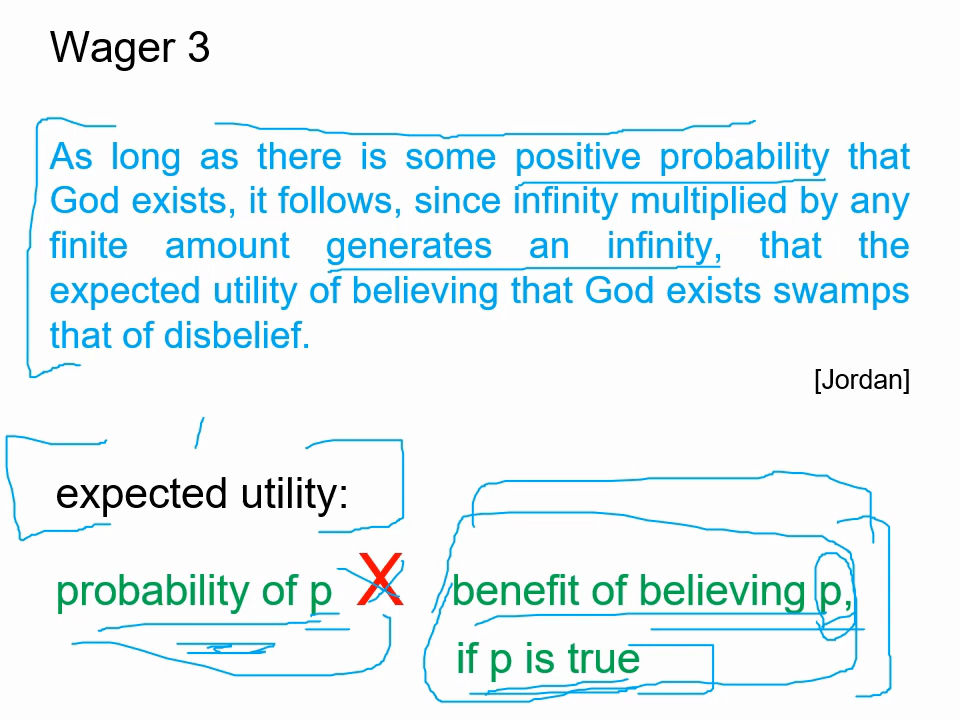 Wager 3
As long as there is some positive probability that
God exists, it follows, since infinity multiplied by any
finite amount generates an infinity, that the
expected utility of believing that God exists swamps
that of disbelief.
[Jordan]
expected utility:
probability of p X benefit of believing p,
if p is true